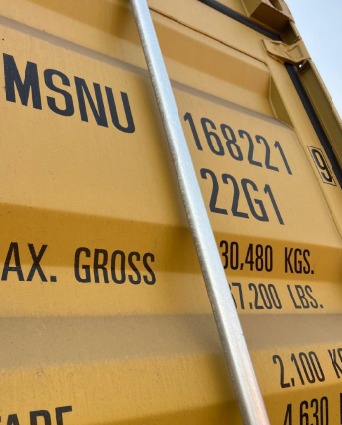 MSNU 168221 9
22G1
AX. GROSS 30,480 KGS.
7,200 LBS.
2,100 K
4,630